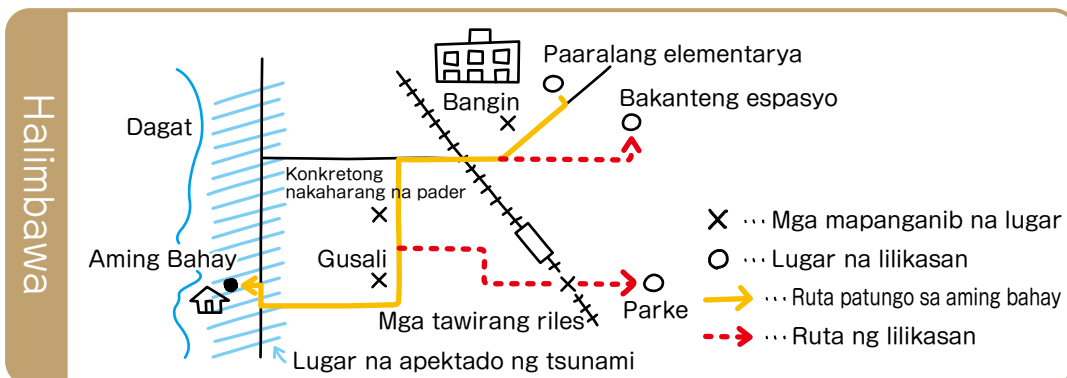 Halimbawa
Paaralang elementarya
Bangin
Bakanteng espasyo
Dagat
Konkretong
nakaharang na pader
Aming Bahay
Gusali
Mga tawirang riles
Parke
Lugar na apektado ng tsunami
× ··· Mga mapanganib na lugar
○ ··· Lugar na lilikasan
··· Ruta patungo sa aming bahay
··· Ruta ng lilikasan